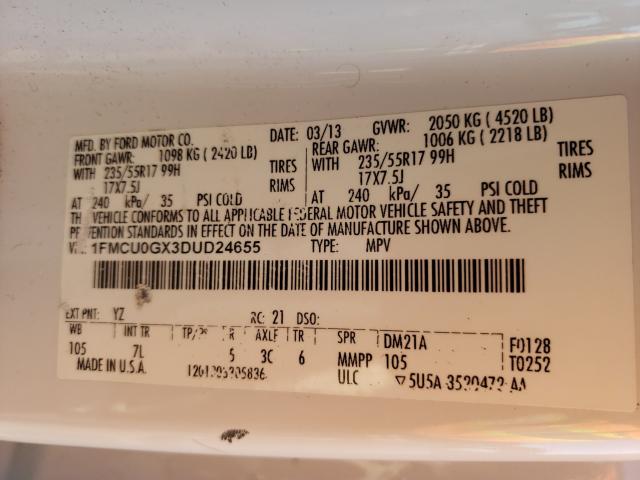 MFD. BY FORD MOTOR CO. DATE: 03/13 GVWR: 2050 KG ( 4520 LB)
FRONT GAWR: 1098 KG ( 2420 LB) REAR GAWR: 1006 KG ( 2218 LB)
WITH 235/55R17 99H TIRES WITH 235/55R17 99H TIRES
17X7.5J RIMS 17X7.5J RIMS
AT 240 kPa/ 35 PSI COLD AT 240 kPa/ 35 PSI COLD
VEHICLE CONFORMS TO ALL APPLICABLE FEDERAL MOTOR VEHICLE SAFETY AND THEFT
STANDARDS IN EFFECT ON THE DATE OF MANUFACTURE SHOWN ABOVE.
1FMCU0GX3DUD24655 TYPE: MPV
EXT PNT: YZ RC: 21 DSO:
WB INT TR R AXLE TR SPR DM21A F0128
105 7L 5 3C 6 MMPP 105 T0252
MADE IN U.S.A. ULC